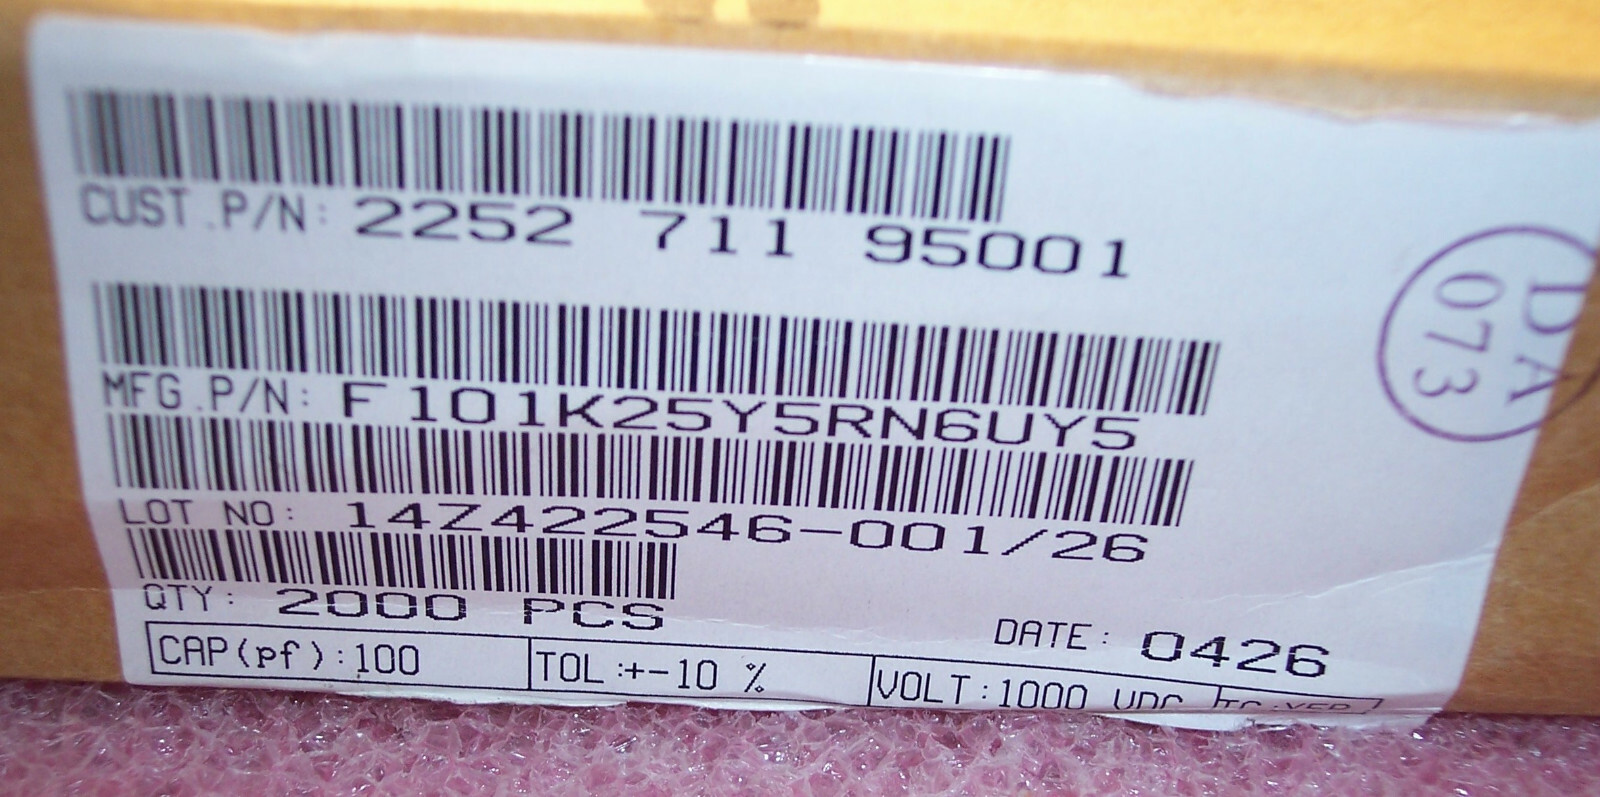 CUST.P/N: 2252 711 95001
MFG.P/N: F101K25Y5RN6UY5
LOT NO: 14Z422546-001/26
QTY: 2000 PCS
DATE: 0426
CAP(pf):100 TOL:+-10 % VOLT:1000 VDC
DA
073